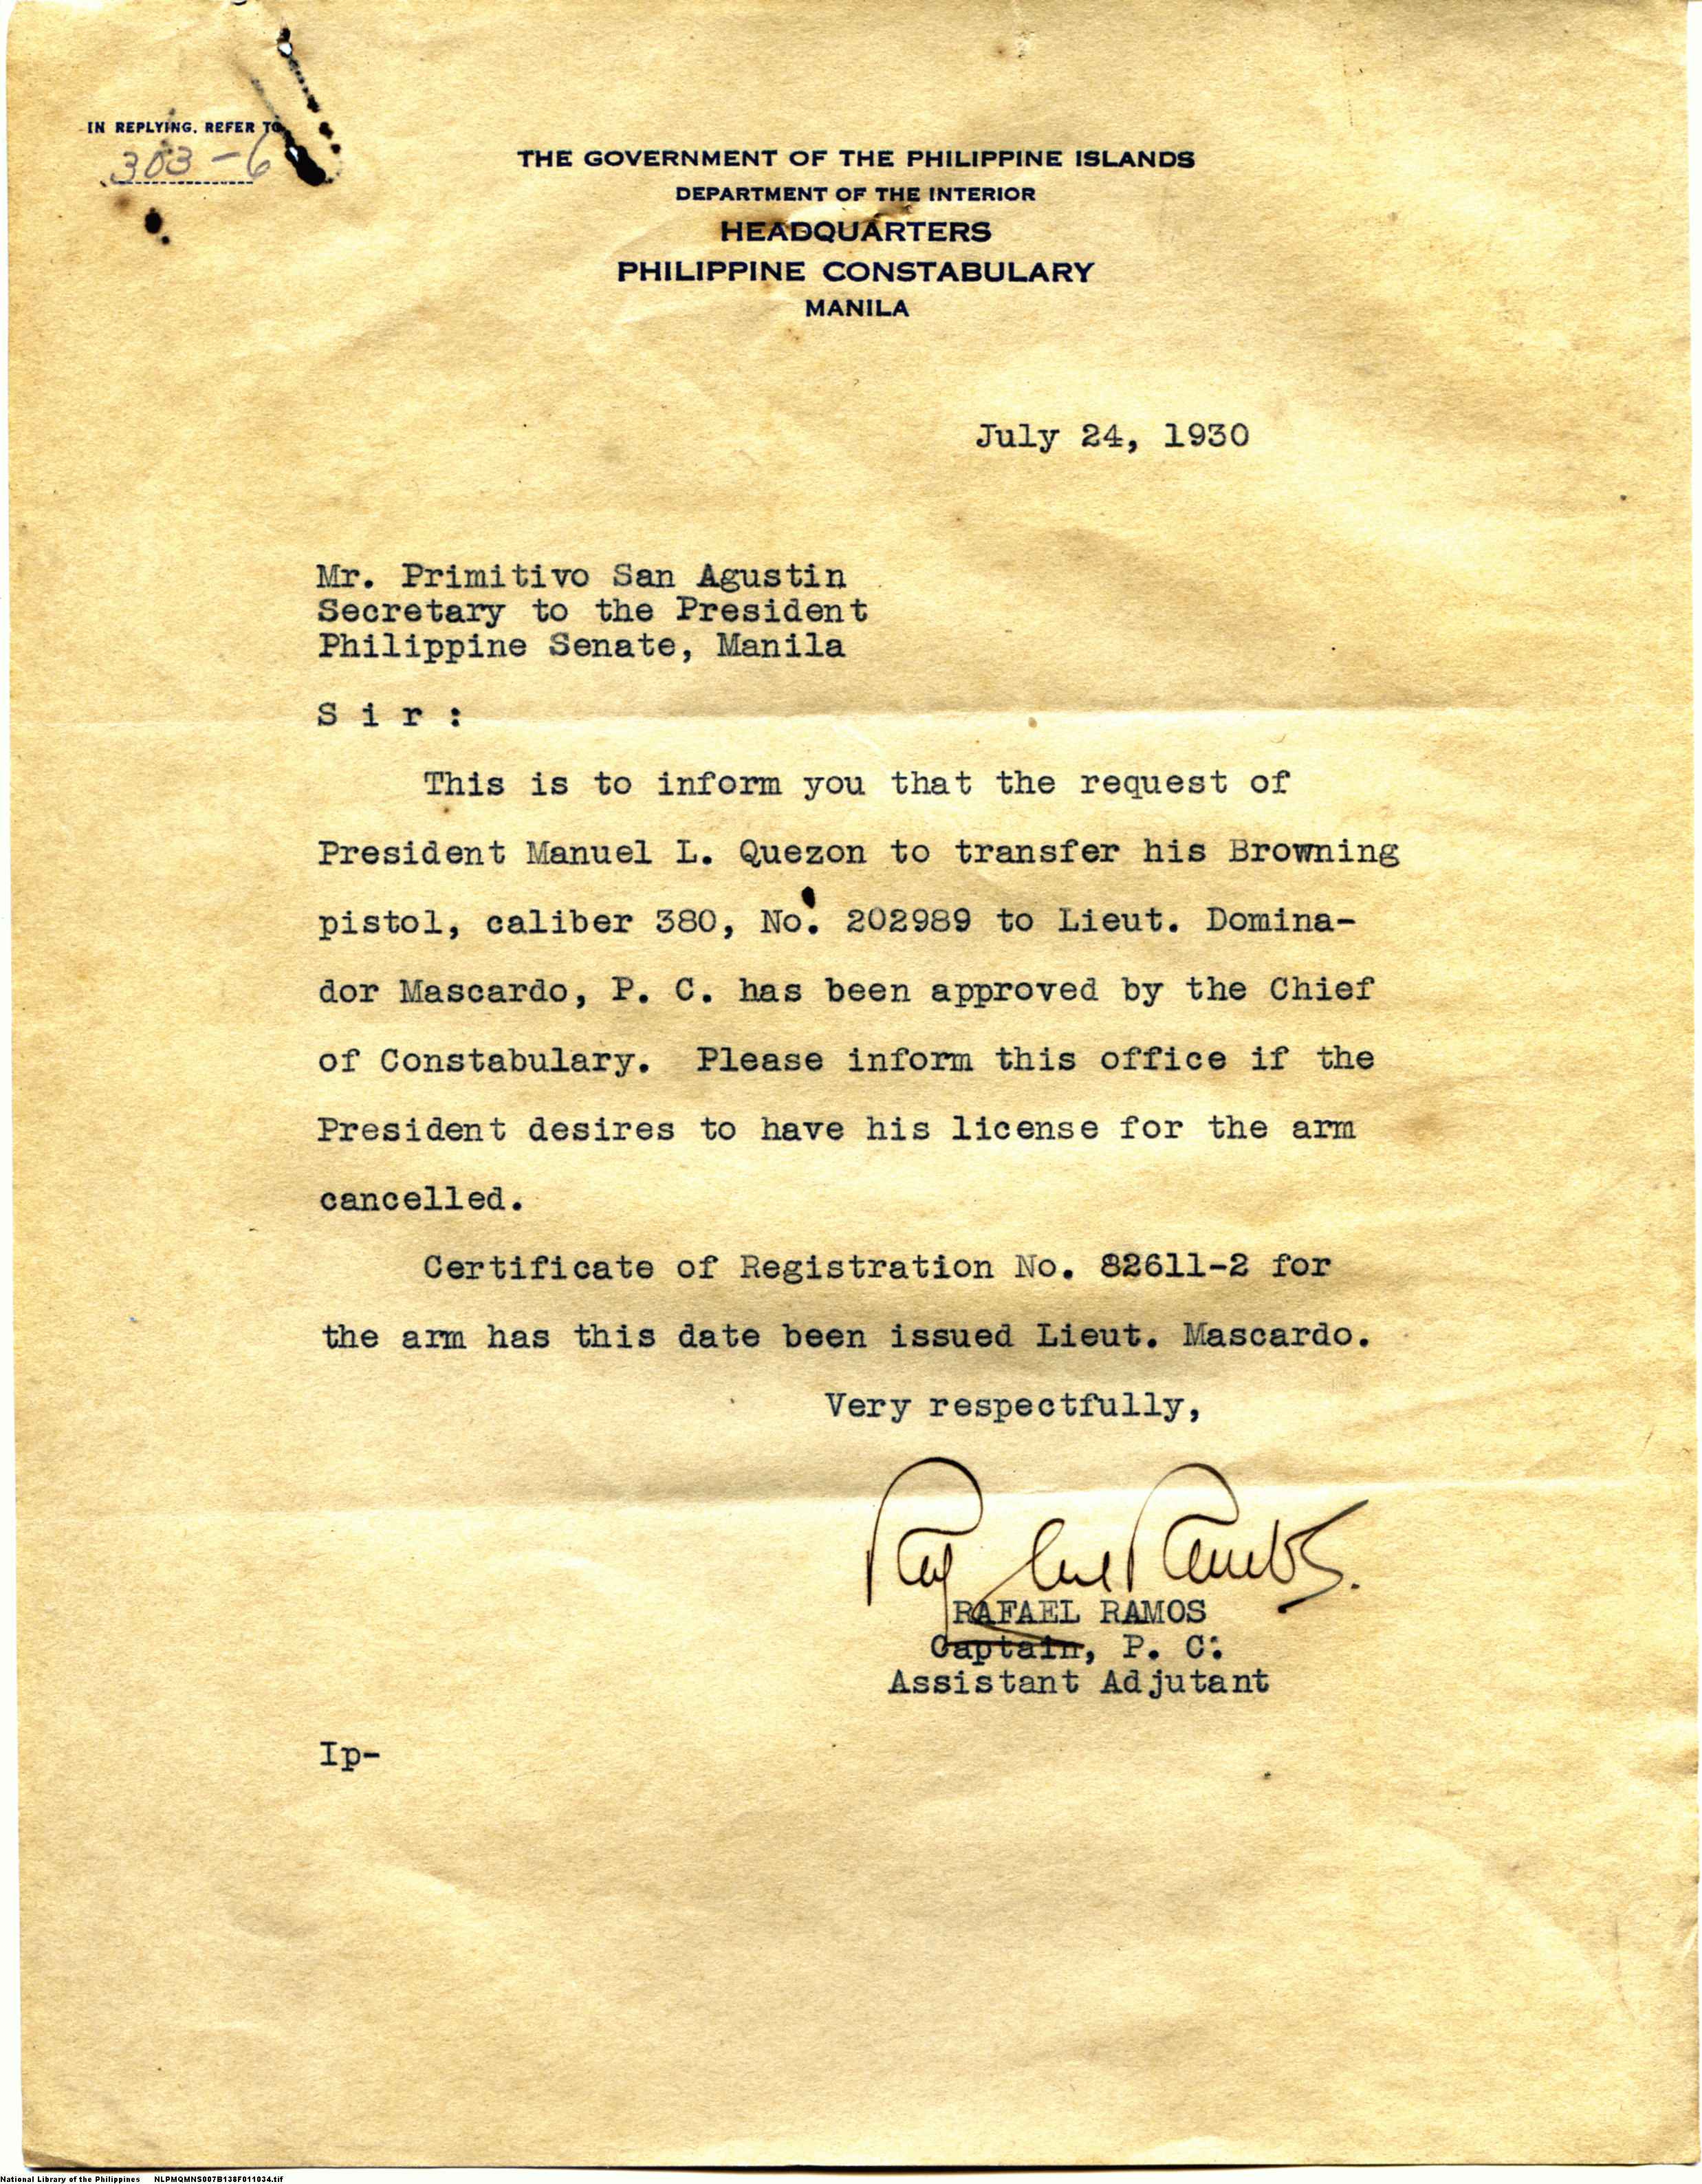 IN REPLYING, REFER TO
303-6
THE GOVERNMENT OF THE PHILIPPINE ISLANDS
DEPARTMENT OF THE INTERIOR
HEADQUARTERS
PHILIPPINE CONSTABULARY
MANILA
July 24, 1930
Mr. Primitivo San Agustin
Secretary to the President
Philippine Senate, Manila
S i r :
This is to inform you that the request of
President Manuel L. Quezon to transfer his Browning
pistol, caliber 380, No. 202989 to Lieut. Domina-
dor Mascardo, P. C. has been approved by the Chief
of Constabulary. Please inform this office if the
President desires to have his license for the arm
cancelled.
Certificate of Registration No. 82611-2 for
the arm has this date been issued Lieut. Mascardo.
Very respectfully,
Rafael Ramos.
RAFAEL RAMOS
Captain, P. C.
Assistant Adjutant
Ip-
National Library of the Philippines NLPMQMNS007B138F011034.tif